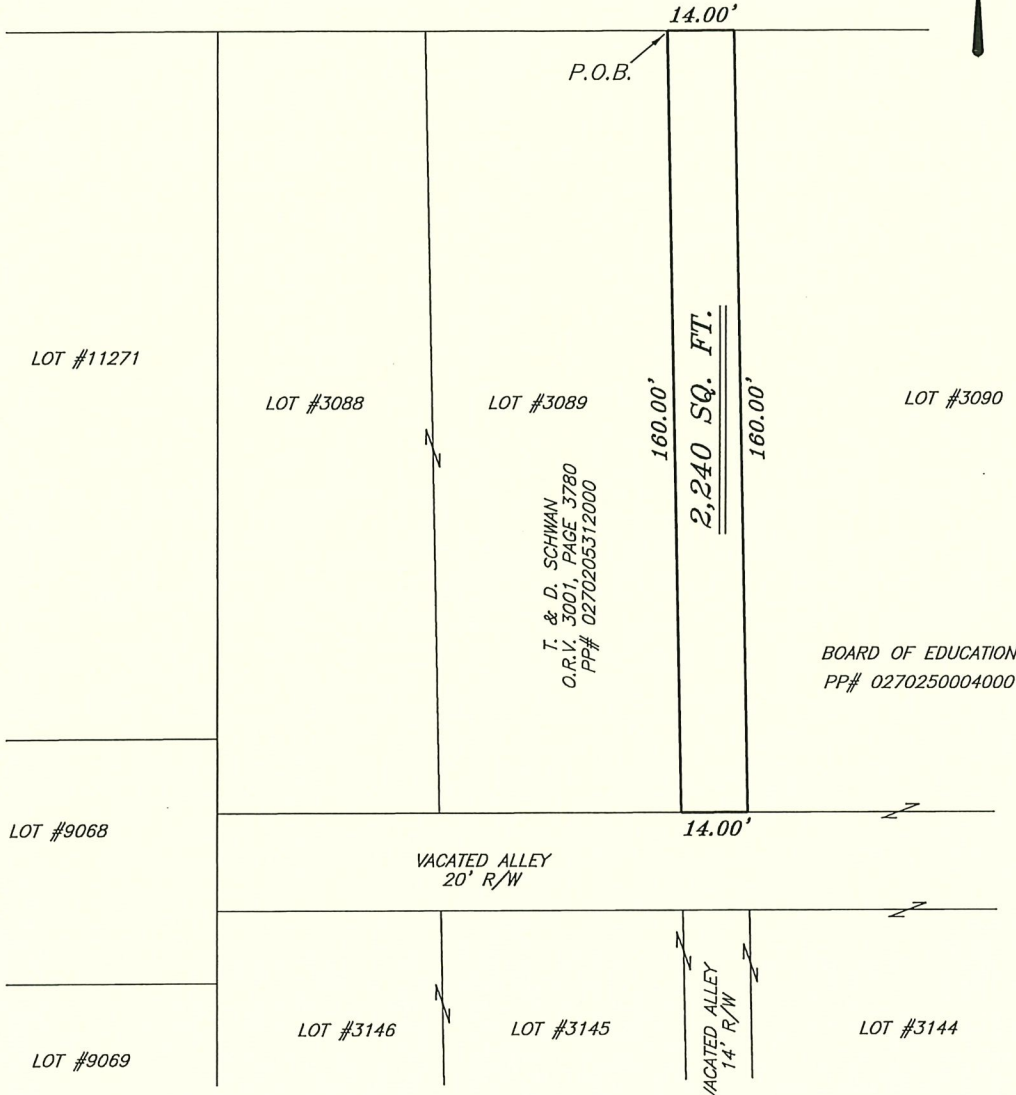 14.00'
P.O.B.
LOT #11271
LOT #3088
LOT #3089
160.00'
2,240 SQ. FT.
160.00'
LOT #3090
T. & D. SCHWAN
O.R.V. 3001, PAGE 3780
PP# 0270205312000
BOARD OF EDUCATION
PP# 0270250004000
14.00'
LOT #9068
VACATED ALLEY
20' R/W
LOT #9069
LOT #3146
LOT #3145
VACATED ALLEY
14' R/W
LOT #3144